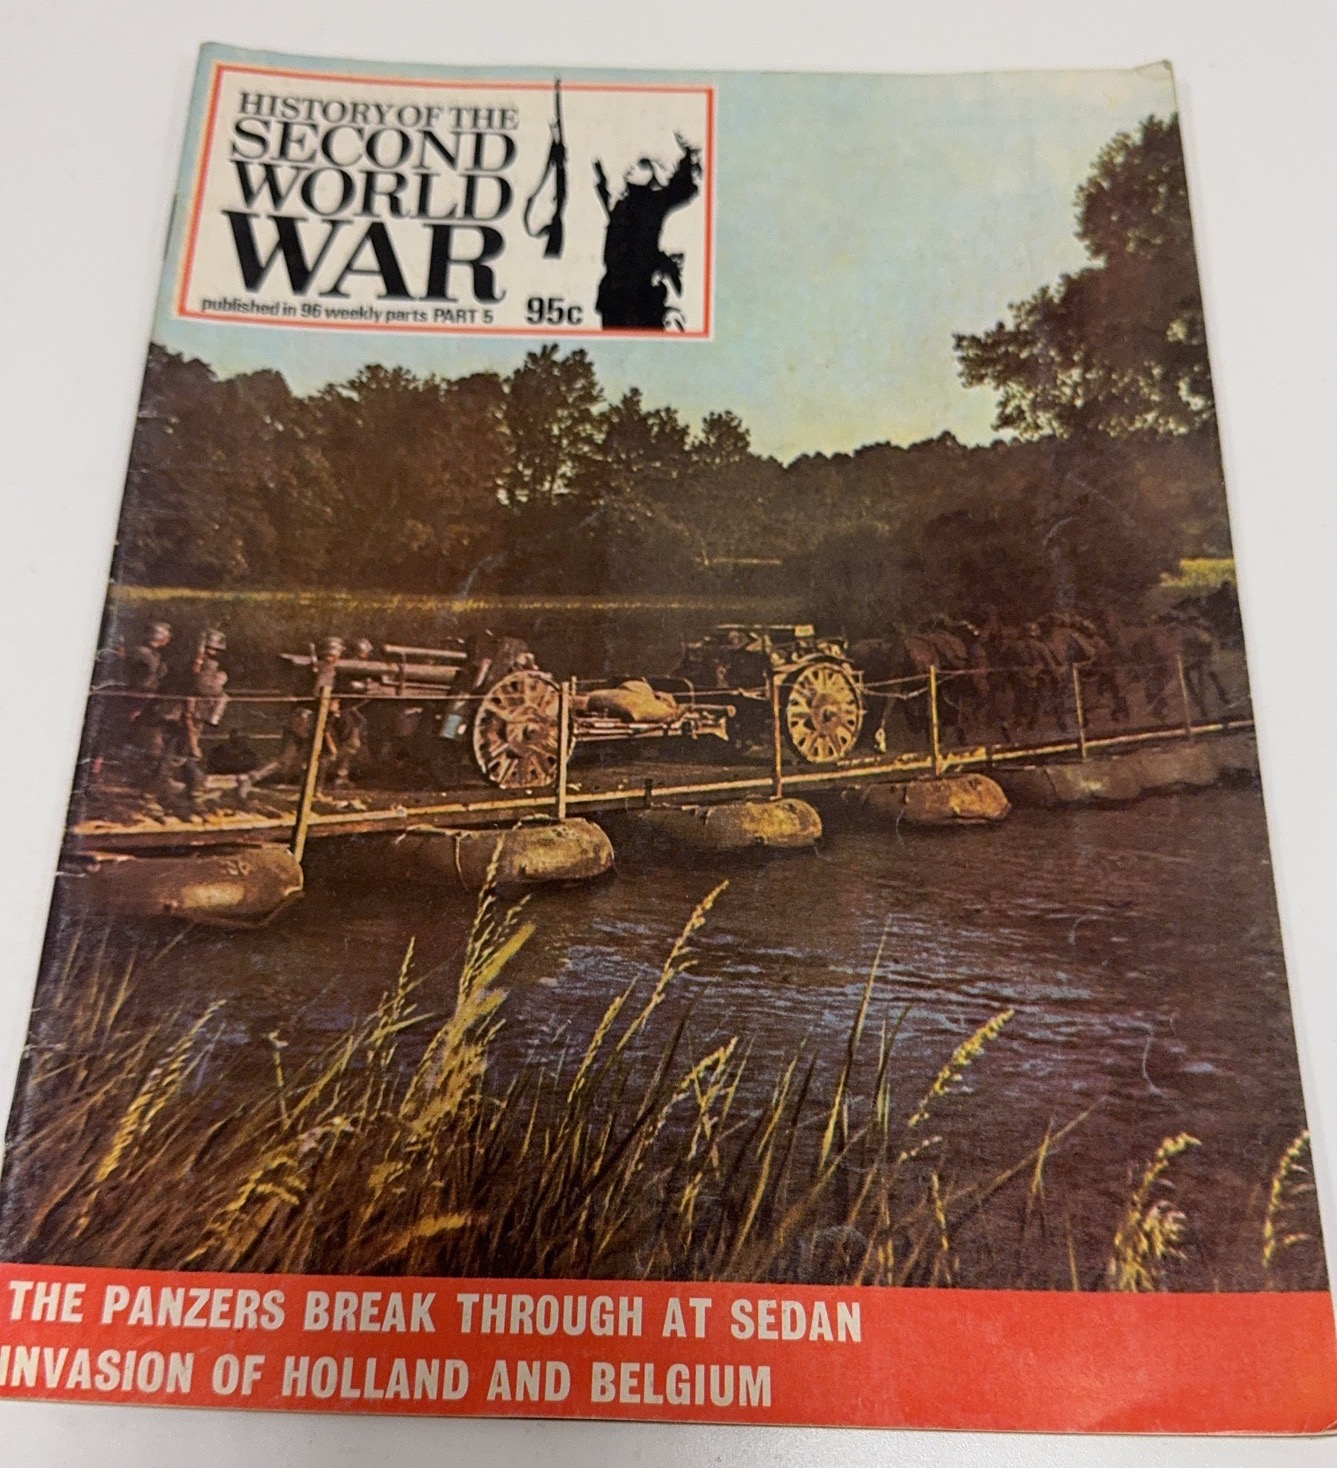 HISTORY OF THE
SECOND
WORLD
WAR
published in 96 weekly parts PART 5
95c
THE PANZERS BREAK THROUGH AT SEDAN
INVASION OF HOLLAND AND BELGIUM